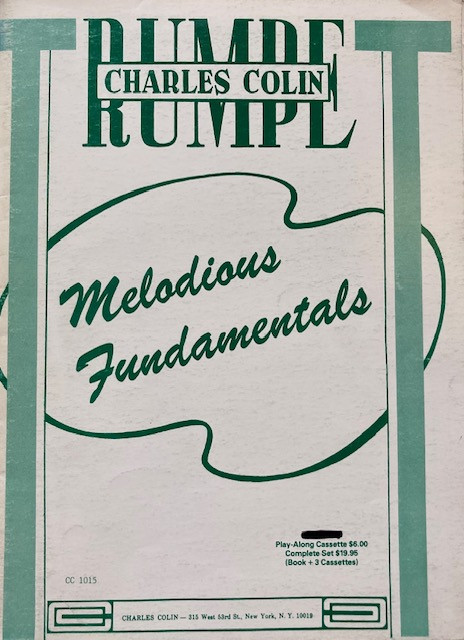 TRUMPET
CHARLES COLIN
Melodious
Fundamentals
Play-Along Cassette $6.00
Complete Set $19.95
(Book + 3 Cassettes)
CC 1015
CHARLES COLIN — 315 West 53rd St., New York, N. Y. 10019